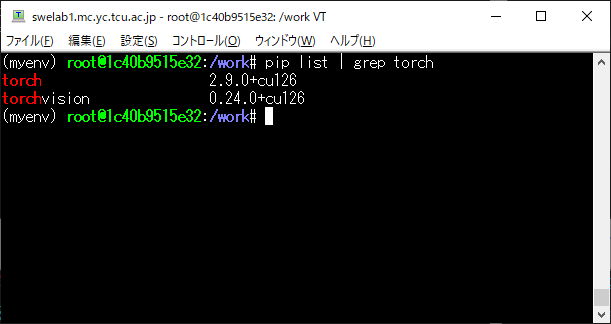 swelab1.mc.yc.tcu.ac.jp - root@1c40b9515e32: /work VT
ファイル(F) 編集(E) 設定(S) コントロール(O) ウィンドウ(W) ヘルプ(H)
(myenv) root@1c40b9515e32:/work# pip list | grep torch
torch 2.9.0+cu126
torchvision 0.24.0+cu126
(myenv) root@1c40b9515e32:/work#